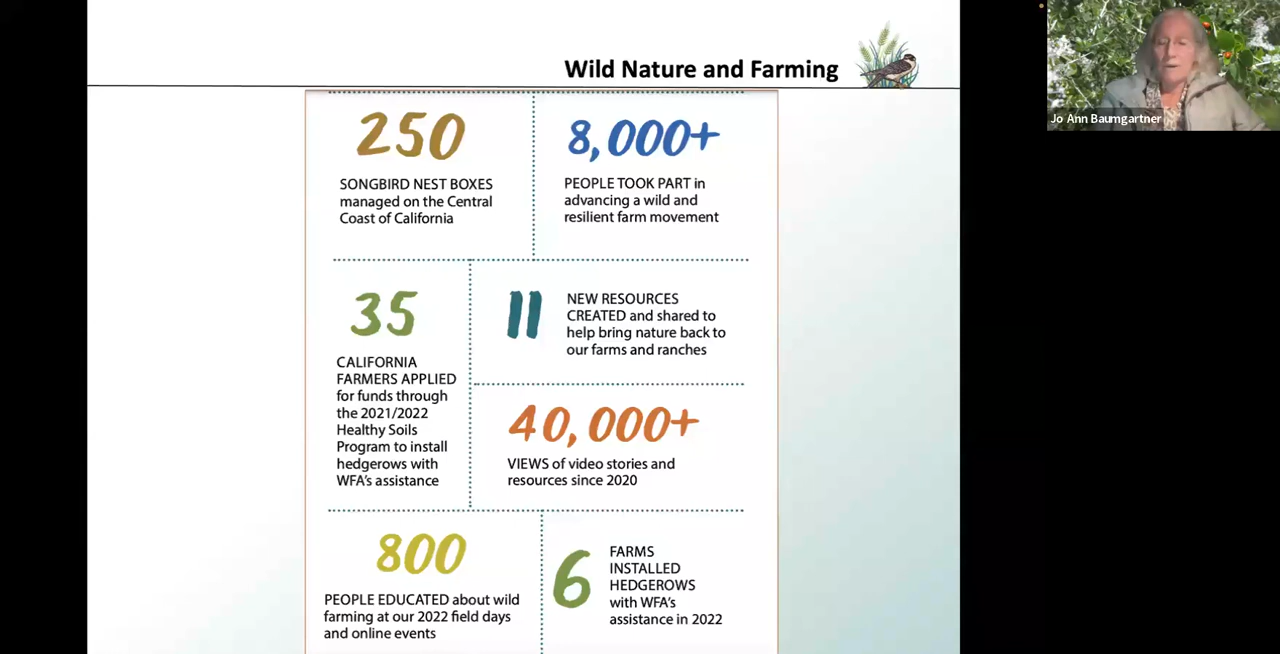 Wild Nature and Farming
Jo Ann Baumgartner
250
SONGBIRD NEST BOXES
managed on the Central
Coast of California
8,000+
PEOPLE TOOK PART in
advancing a wild and
resilient farm movement
35
CALIFORNIA
FARMERS APPLIED
for funds through
the 2021/2022
Healthy Soils
Program to install
hedgerows with
WFA's assistance
11
NEW RESOURCES
CREATED and shared to
help bring nature back to
our farms and ranches
40,000+
VIEWS of video stories and
resources since 2020
800
PEOPLE EDUCATED about wild
farming at our 2022 field days
and online events
6
FARMS
INSTALLED
HEDGEROWS
with WFA's
assistance in 2022